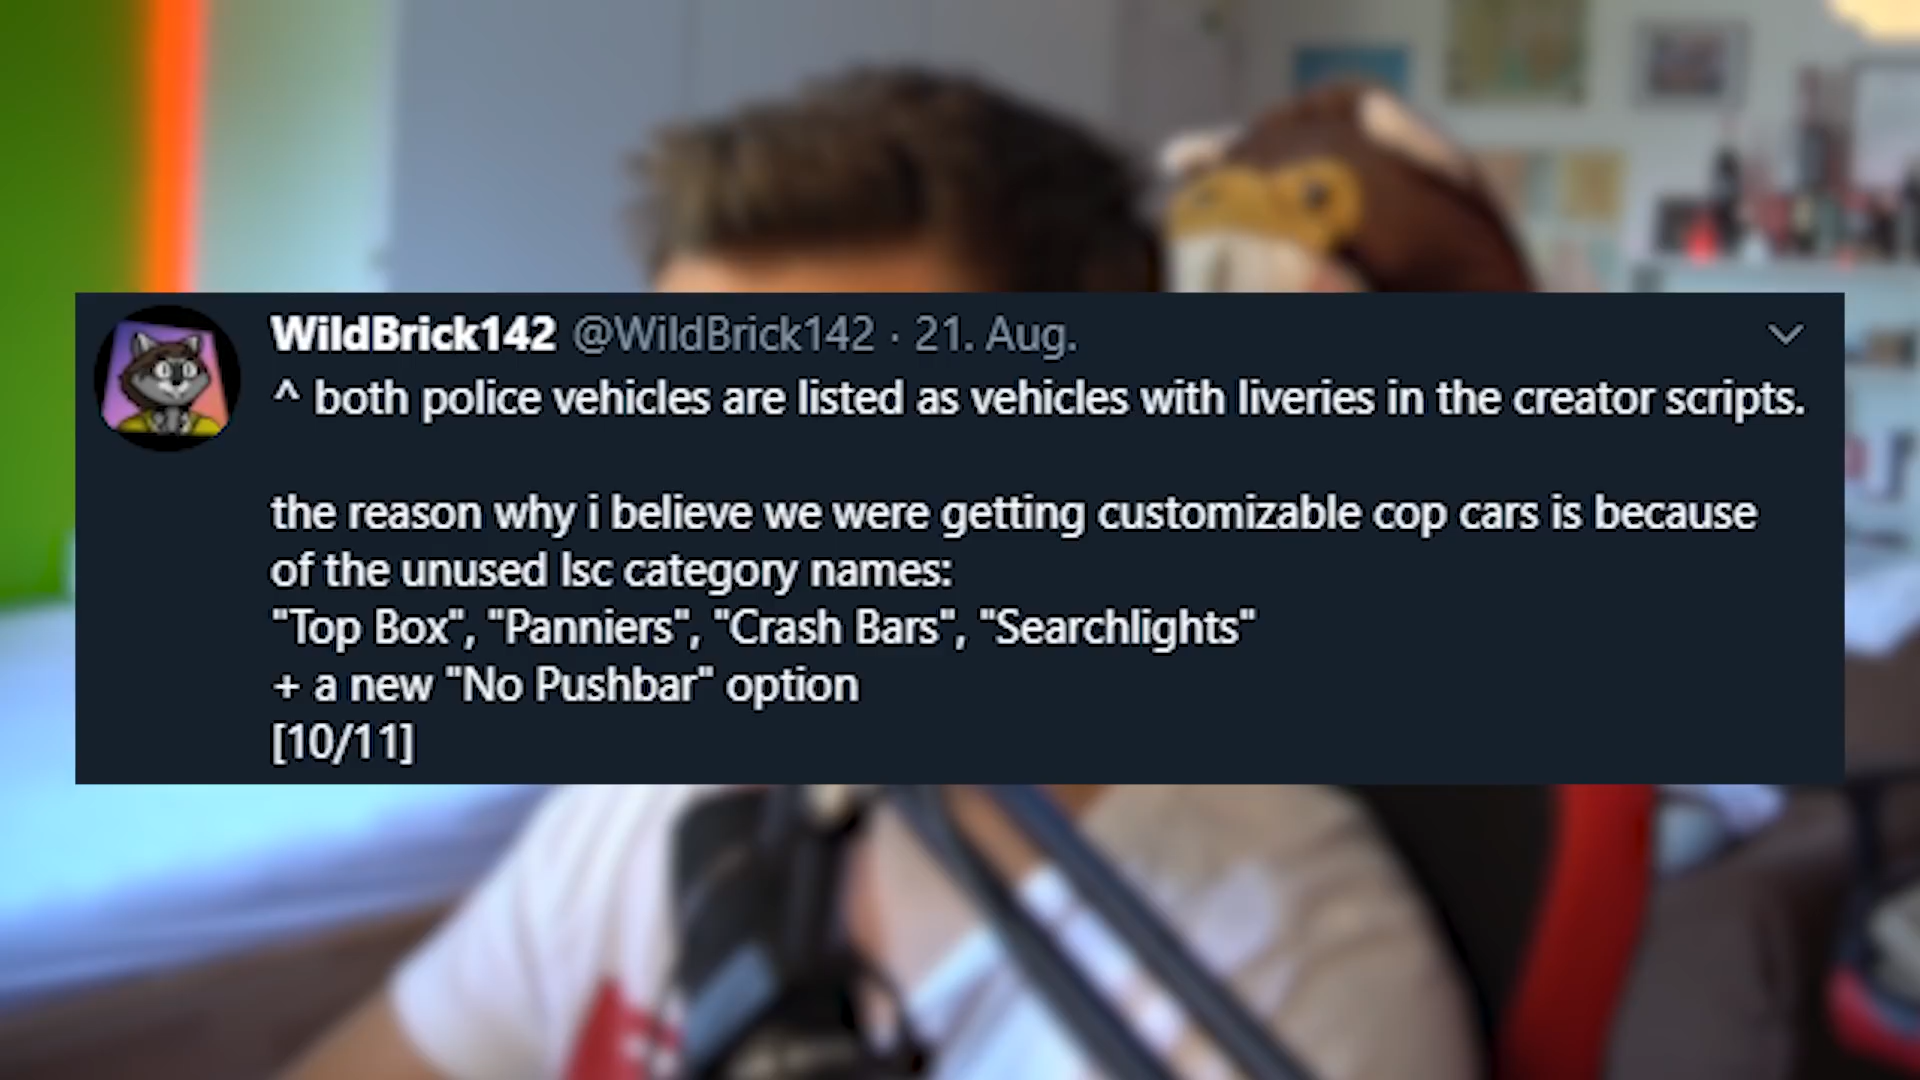 WildBrick142 @WildBrick142 · 21. Aug.
^ both police vehicles are listed as vehicles with liveries in the creator scripts.
the reason why i believe we were getting customizable cop cars is because
of the unused lsc category names:
"Top Box", "Panniers", "Crash Bars", "Searchlights"
+ a new "No Pushbar" option
[10/11]